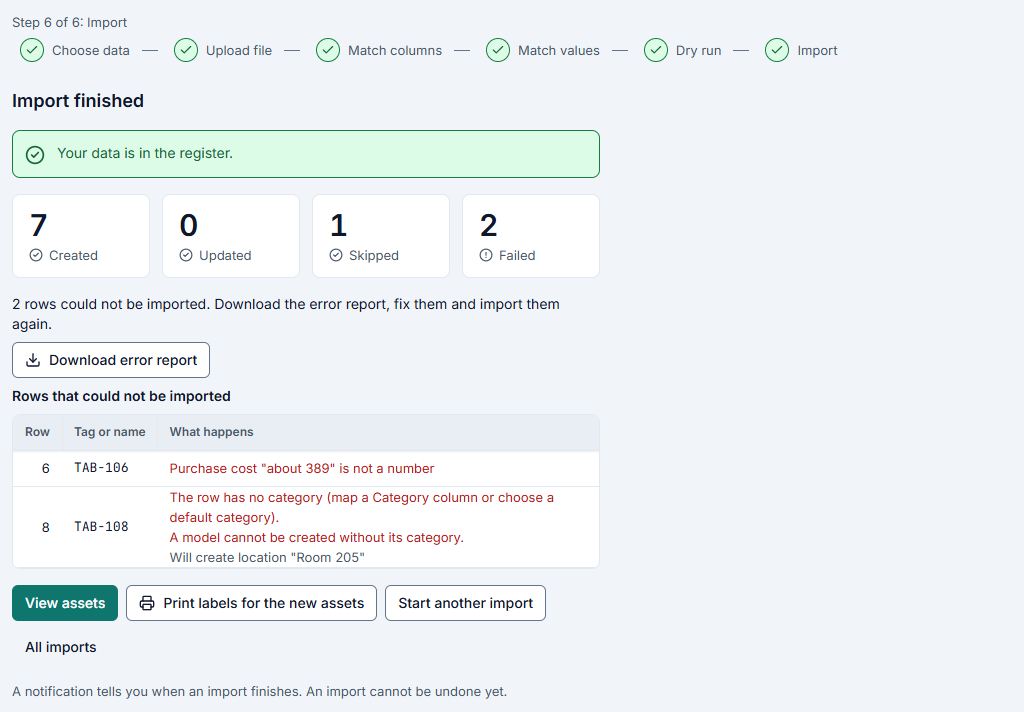 Step 6 of 6: Import
Choose data — Upload file — Match columns — Match values — Dry run — Import
Import finished
Your data is in the register.
7 0 1 2
Created Updated Skipped Failed
2 rows could not be imported. Download the error report, fix them and import them
again.
Download error report
Rows that could not be imported
Row Tag or name What happens
6 TAB-106 Purchase cost "about 389" is not a number
The row has no category (map a Category column or choose a
default category).
8 TAB-108
A model cannot be created without its category.
Will create location "Room 205"
View assets Print labels for the new assets Start another import
All imports
A notification tells you when an import finishes. An import cannot be undone yet.